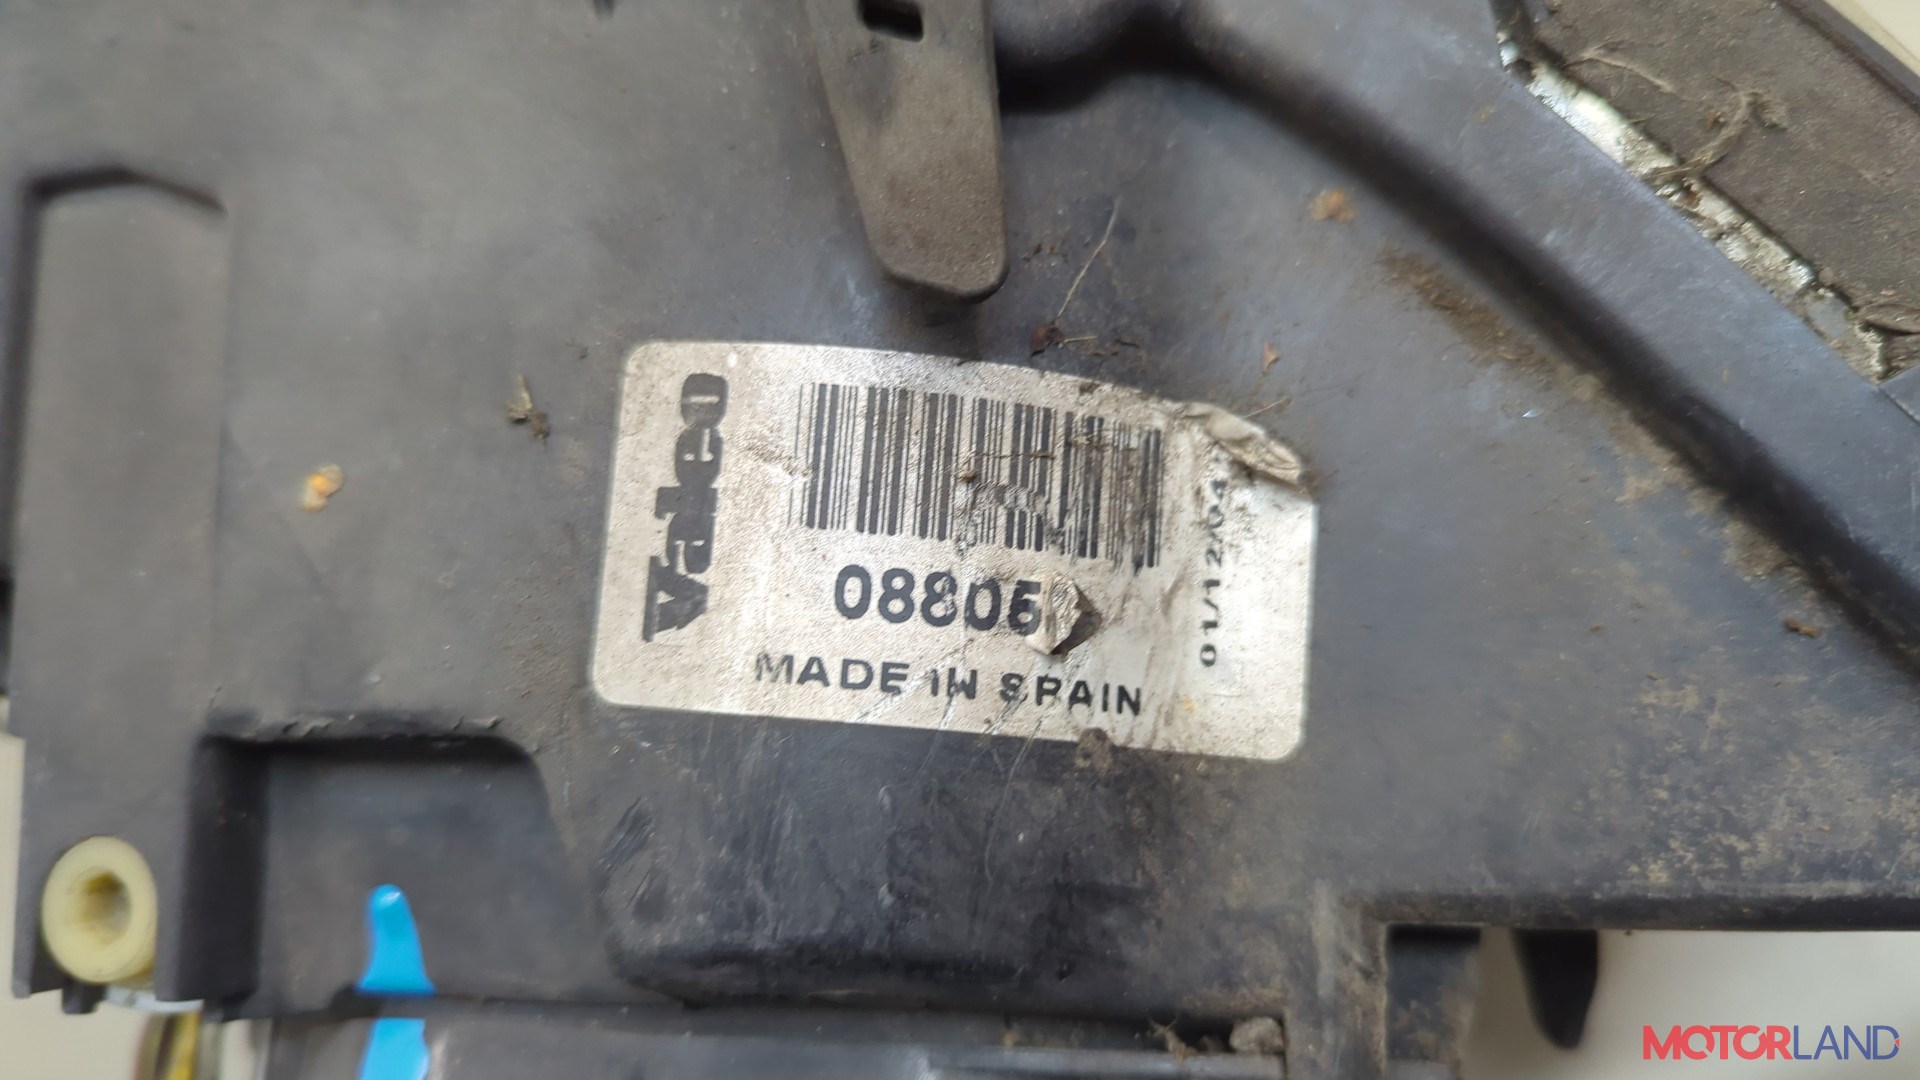 Valeo
08805
MADE IN SPAIN
01/12/04
MOTORLAND